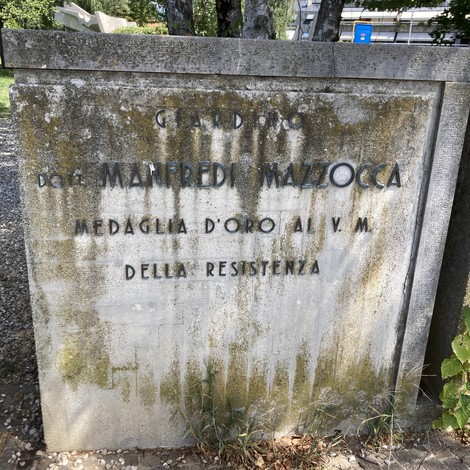 GIARDINO
DOTT. MANFREDI MAZZOCCA
MEDAGLIA D'ORO AL V. M.
DELLA RESISTENZA